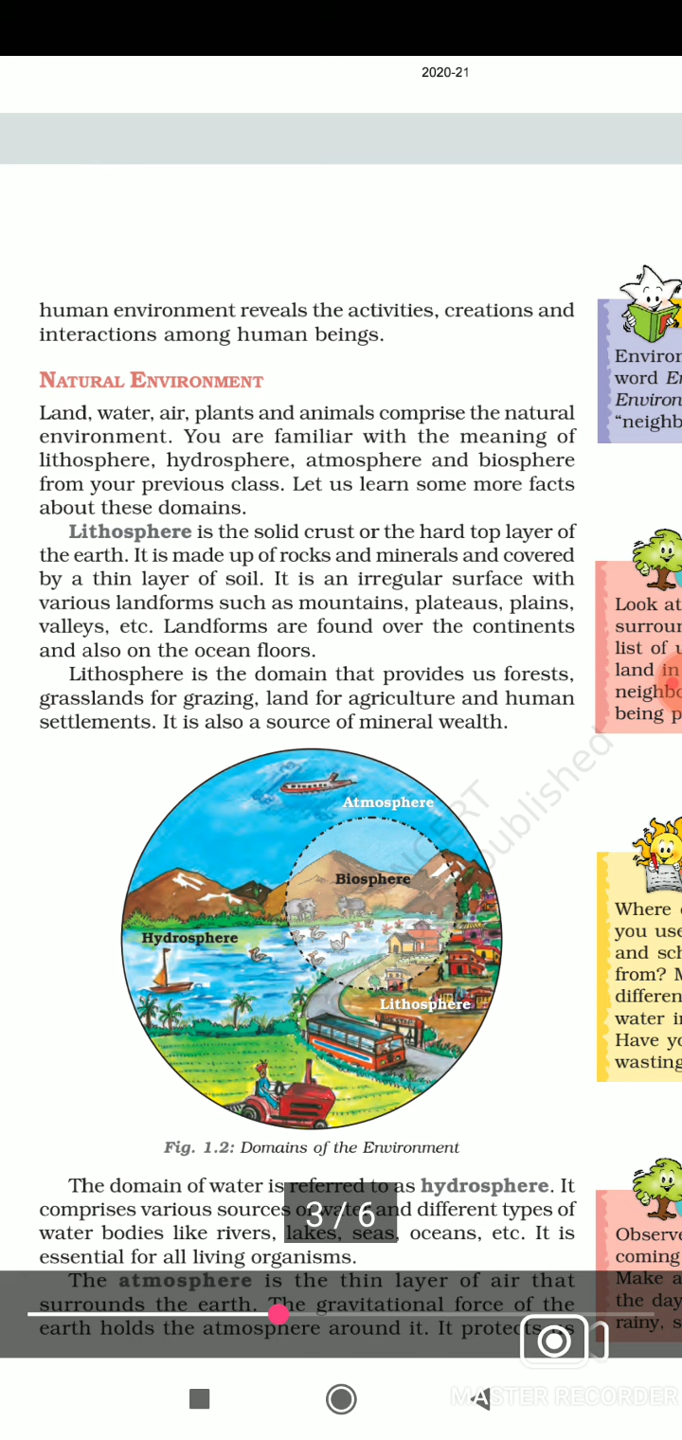 2020-21
human environment reveals the activities, creations and
interactions among human beings.
NATURAL ENVIRONMENT
Land, water, air, plants and animals comprise the natural
environment. You are familiar with the meaning of
lithosphere, hydrosphere, atmosphere and biosphere
from your previous class. Let us learn some more facts
about these domains.
Lithosphere is the solid crust or the hard top layer of
the earth. It is made up of rocks and minerals and covered
by a thin layer of soil. It is an irregular surface with
various landforms such as mountains, plateaus, plains,
valleys, etc. Landforms are found over the continents
and also on the ocean floors.
Lithosphere is the domain that provides us forests,
grasslands for grazing, land for agriculture and human
settlements. It is also a source of mineral wealth.
Atmosphere
Biosphere
Hydrosphere
Lithosphere
Fig. 1.2: Domains of the Environment
The domain of water is referred to as hydrosphere. It
comprises various sources of water and different types of
water bodies like rivers, lakes, seas, oceans, etc. It is
essential for all living organisms.
The atmosphere is the thin layer of air that
surrounds the earth. The gravitational force of the
earth holds the atmosphere around it. It protects us
3 / 6
Environ
word En
Environ
“neighb
Look at
surroun
list of u
land in
neighbo
being p
Where
you use
and sch
from? M
differen
water in
Have yo
wasting
Observe
coming
Make a
the day
rainy, s
NCERT
published
MASTER RECORDER